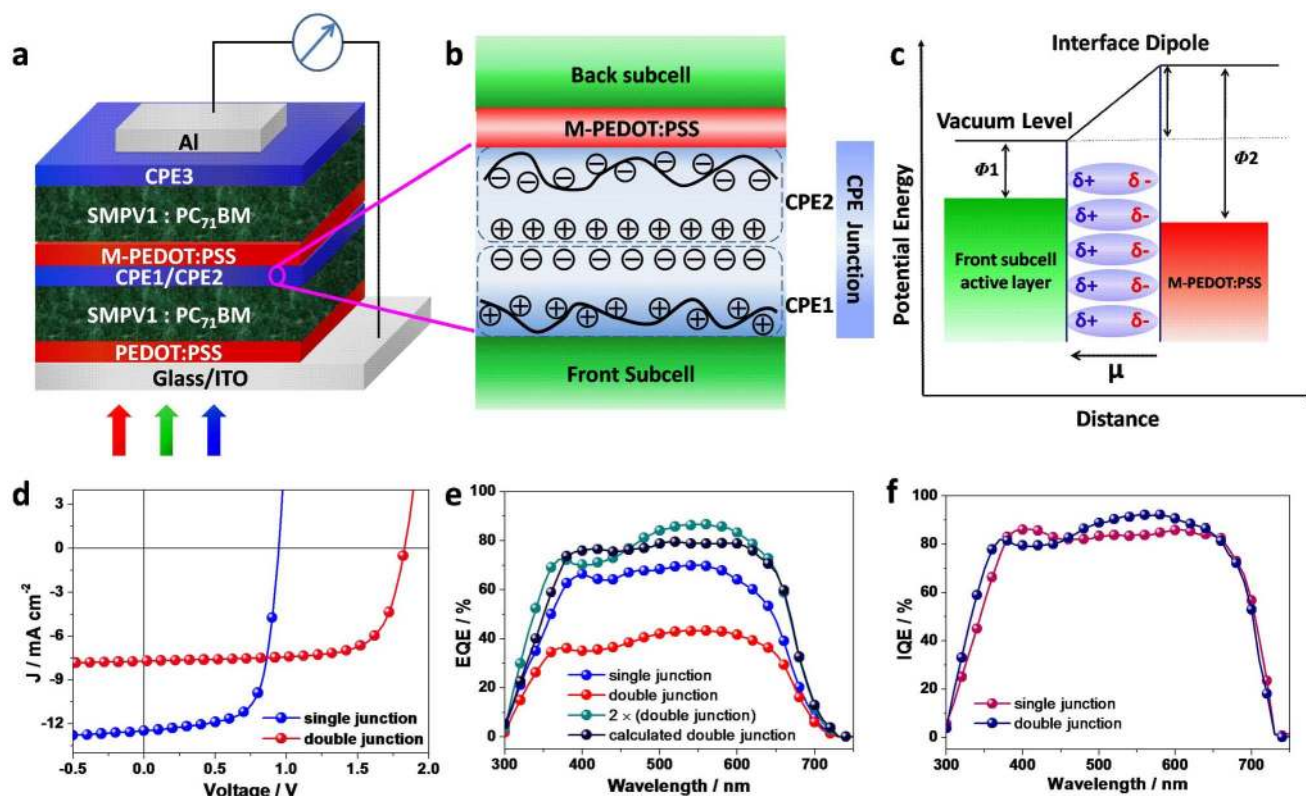 a
Al
CPE3
SMPV1 : PC71BM
M-PEDOT:PSS
CPE1/CPE2
SMPV1 : PC71BM
PEDOT:PSS
Glass/ITO
b
Back subcell
M-PEDOT:PSS
CPE2
CPE1
CPE Junction
Front Subcell
c
Interface Dipole
Vacuum Level
Φ1
Φ2
δ+ δ-
δ+ δ-
δ+ δ-
δ+ δ-
δ+ δ-
Front subcell
active layer
M-PEDOT:PSS
μ
Potential Energy
Distance
d
3
0
-3
-6
-9
-12
J / mA cm-2
single junction
double junction
-0.5 0.0 0.5 1.0 1.5 2.0
Voltage / V
e
100
80
60
40
20
0
EQE / %
single junction
double junction
2 × (double junction)
calculated double junction
300 400 500 600 700
Wavelength / nm
f
100
80
60
40
20
0
IQE / %
single junction
double junction
300 400 500 600 700
Wavelength / nm